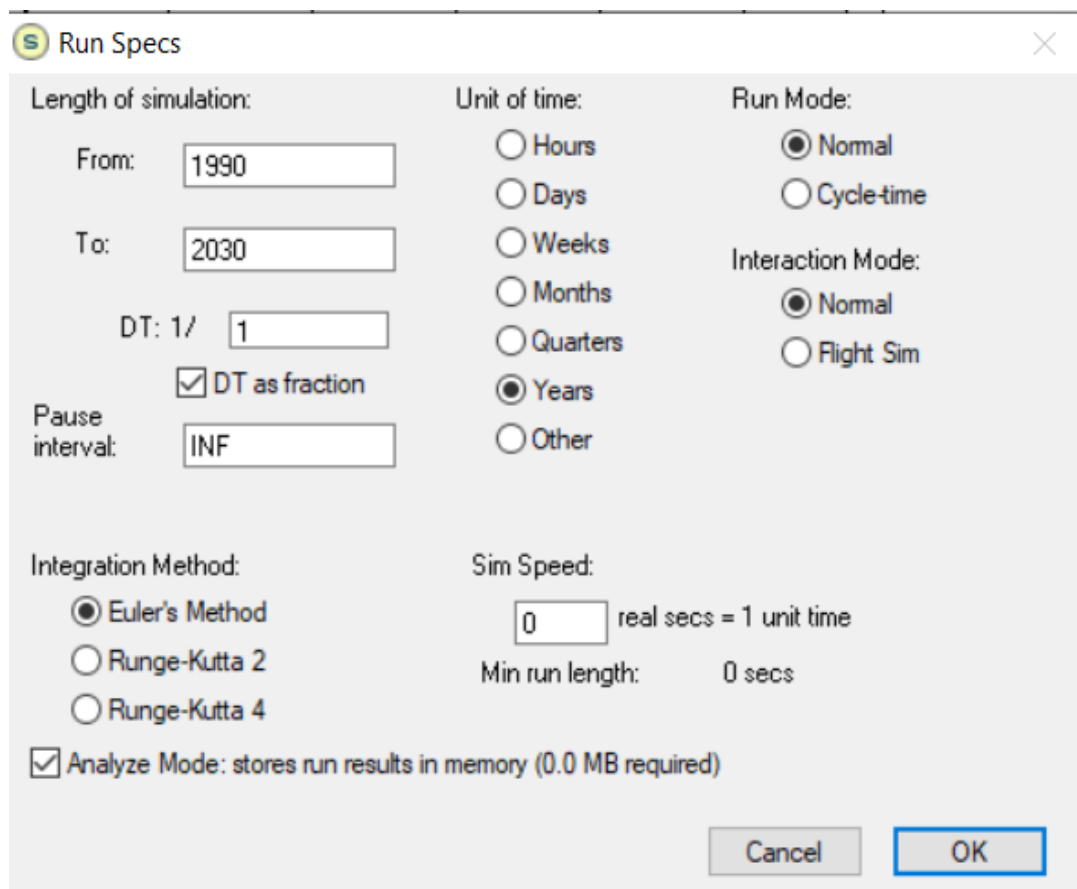 S Run Specs
Length of simulation:
From: 1990
To: 2030
DT: 1/ 1
DT as fraction
Pause
interval: INF
Unit of time:
Hours
Days
Weeks
Months
Quarters
Years
Other
Run Mode:
Normal
Cycle-time
Interaction Mode:
Normal
Flight Sim
Integration Method:
Euler's Method
Runge-Kutta 2
Runge-Kutta 4
Sim Speed:
0 real secs = 1 unit time
Min run length: 0 secs
Analyze Mode: stores run results in memory (0.0 MB required)
Cancel OK